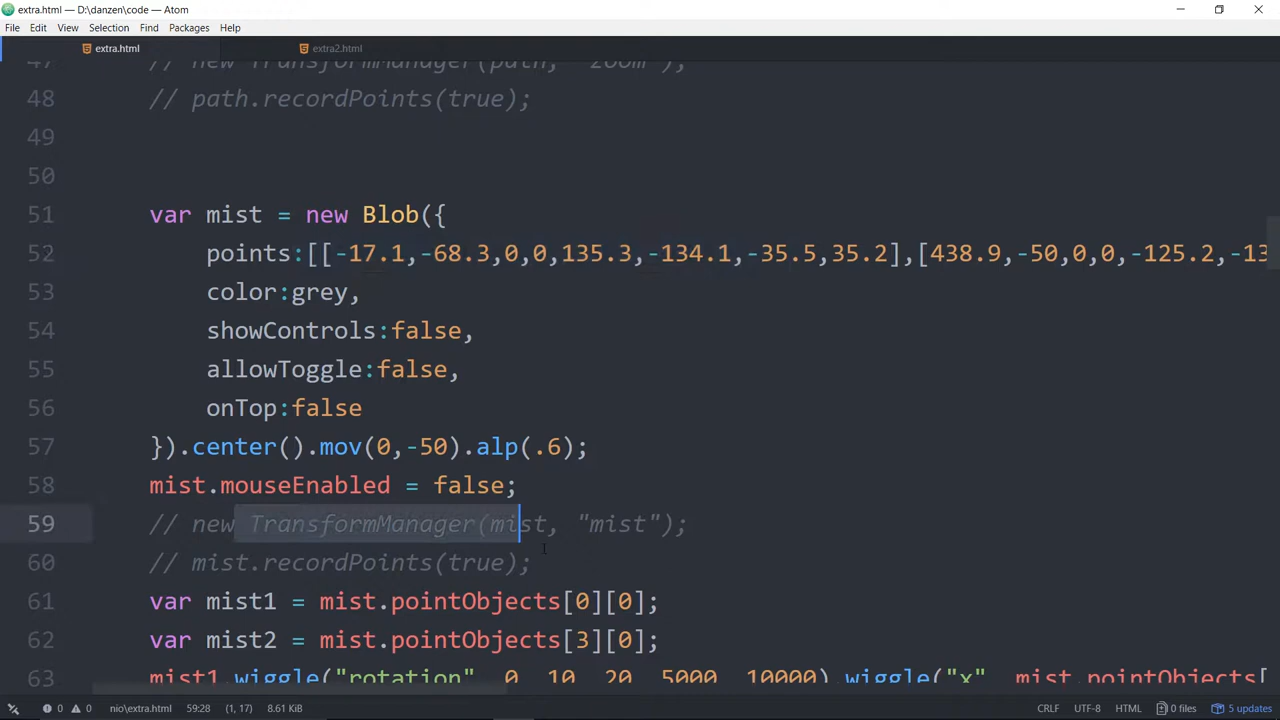 extra.html — D:\danzen\code — Atom
File Edit View Selection Find Packages Help
extra.html extra2.html
47 // new TransformManager(path, "zoom");
48 // path.recordPoints(true);
49
50
51 var mist = new Blob({
52 points:[[-17.1,-68.3,0,0,135.3,-134.1,-35.5,35.2],[438.9,-50,0,0,-125.2,-13
53 color:grey,
54 showControls:false,
55 allowToggle:false,
56 onTop:false
57 }).center().mov(0,-50).alp(.6);
58 mist.mouseEnabled = false;
59 // new TransformManager(mist, "mist");
60 // mist.recordPoints(true);
61 var mist1 = mist.pointObjects[0][0];
62 var mist2 = mist.pointObjects[3][0];
63 mist1.wiggle("rotation", 0, 10, 20, 5000, 10000).wiggle("x", mist.pointObjects[
0 0 nio\extra.html 59:28 (1, 17) 8.61 KiB CRLF UTF-8 HTML 0 files 5 updates